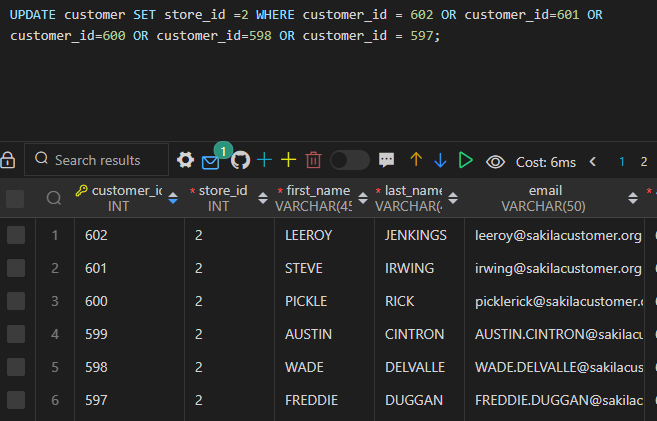 UPDATE customer SET store_id =2 WHERE customer_id = 602 OR customer_id=601 OR
customer_id=600 OR customer_id=598 OR customer_id = 597;
Search results 1 Cost: 6ms 1 2
customer_ic * store_id * first_name * last_name email *
INT INT VARCHAR(45 VARCHAR(4 VARCHAR(50)
1 602 2 LEEROY JENKINGS leeroy@sakilacustomer.org
2 601 2 STEVE IRWING irwing@sakilacustomer.org
3 600 2 PICKLE RICK picklerick@sakilacustomer.
4 599 2 AUSTIN CINTRON AUSTIN.CINTRON@sakilac
5 598 2 WADE DELVALLE WADE.DELVALLE@sakilacus
6 597 2 FREDDIE DUGGAN FREDDIE.DUGGAN@sakilac